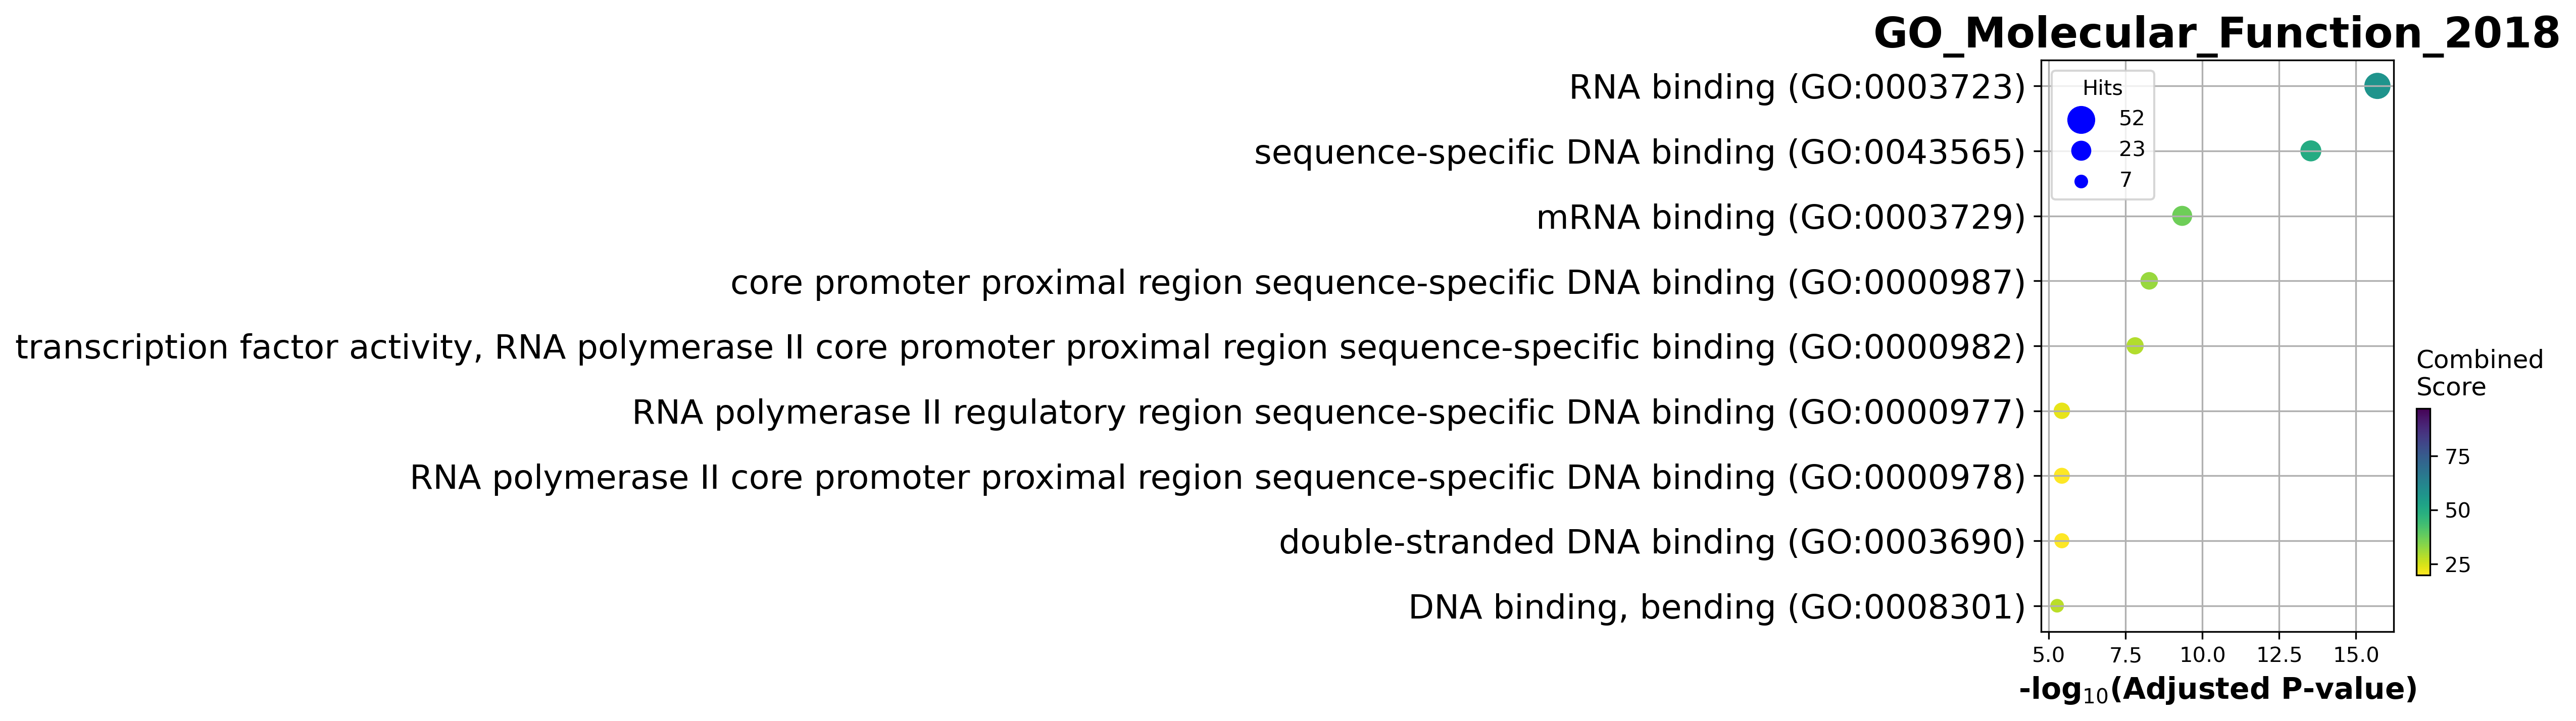 GO_Molecular_Function_2018
RNA binding (GO:0003723)
sequence-specific DNA binding (GO:0043565)
mRNA binding (GO:0003729)
core promoter proximal region sequence-specific DNA binding (GO:0000987)
transcription factor activity, RNA polymerase II core promoter proximal region sequence-specific binding (GO:0000982)
RNA polymerase II regulatory region sequence-specific DNA binding (GO:0000977)
RNA polymerase II core promoter proximal region sequence-specific DNA binding (GO:0000978)
double-stranded DNA binding (GO:0003690)
DNA binding, bending (GO:0008301)
Hits
52
23
7
5.0 7.5 10.0 12.5 15.0
-log₁₀(Adjusted P-value)
Combined
Score
75
50
25